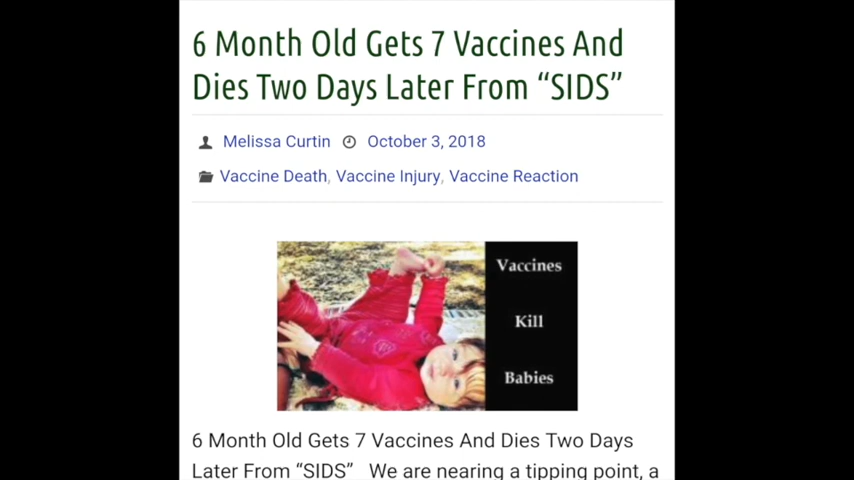 6 Month Old Gets 7 Vaccines And
Dies Two Days Later From “SIDS”
Melissa Curtin October 3, 2018
Vaccine Death, Vaccine Injury, Vaccine Reaction
Vaccines
Kill
Babies
6 Month Old Gets 7 Vaccines And Dies Two Days
Later From “SIDS” We are nearing a tipping point, a